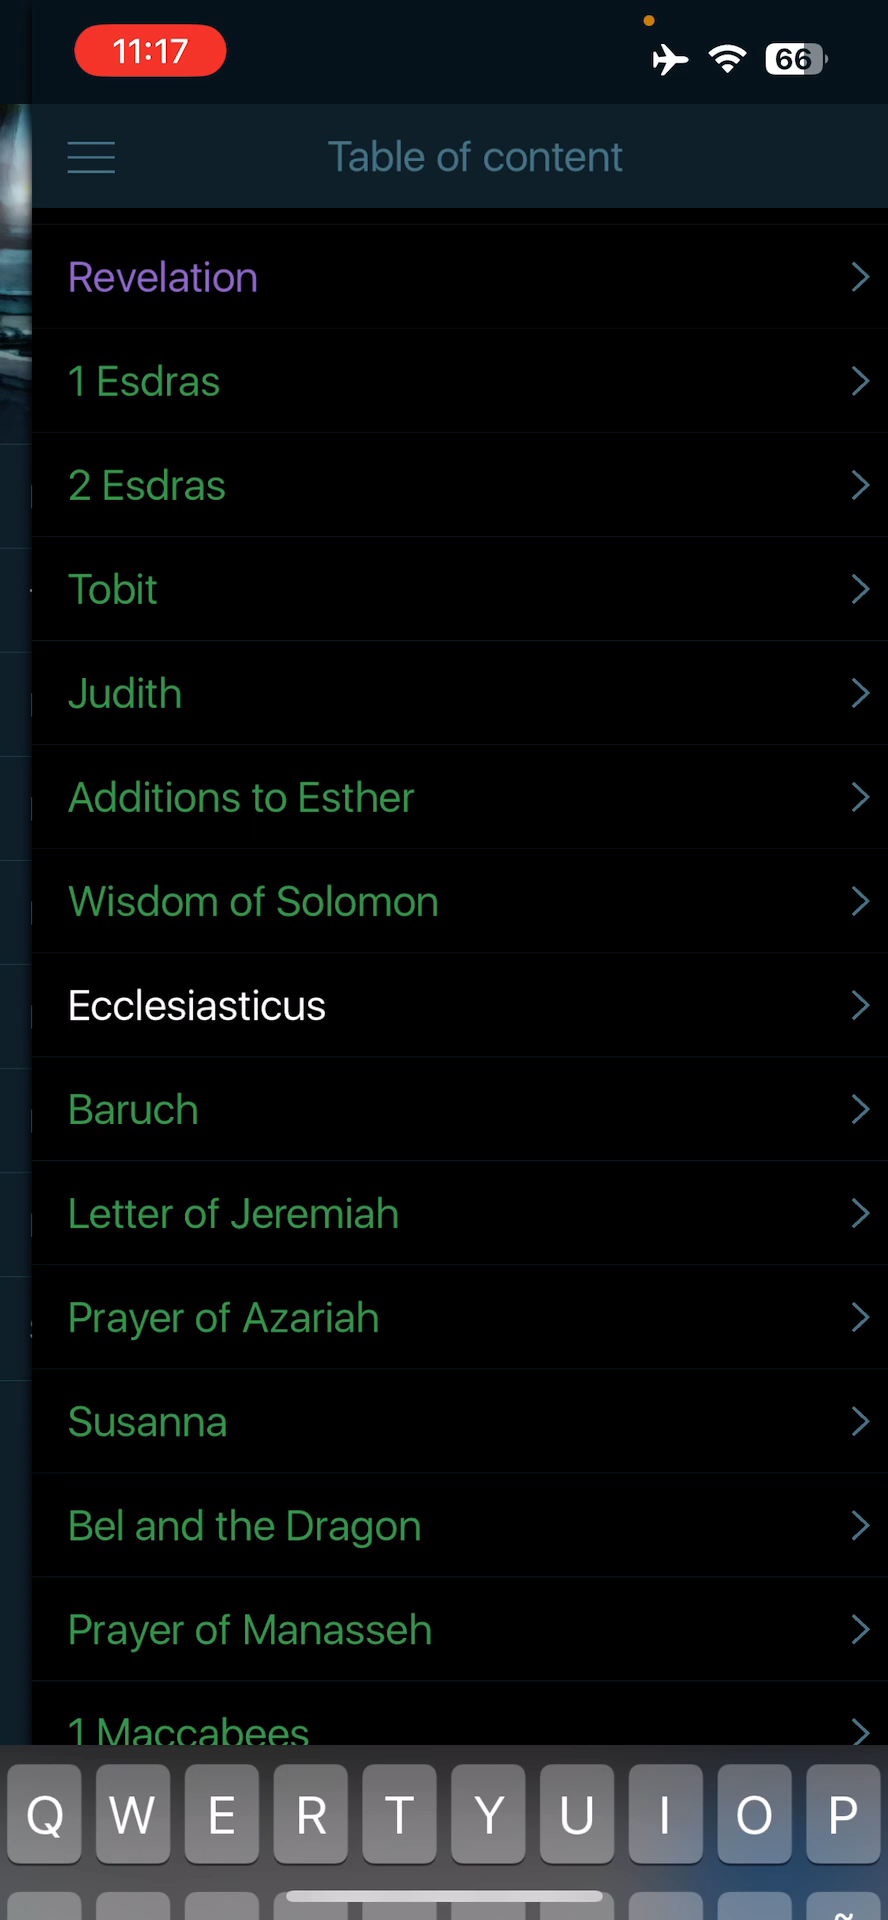 11:17
66
Table of content
Revelation
1 Esdras
2 Esdras
Tobit
Judith
Additions to Esther
Wisdom of Solomon
Ecclesiasticus
Baruch
Letter of Jeremiah
Prayer of Azariah
Susanna
Bel and the Dragon
Prayer of Manasseh
1 Maccabees
Q W E R T Y U I O P